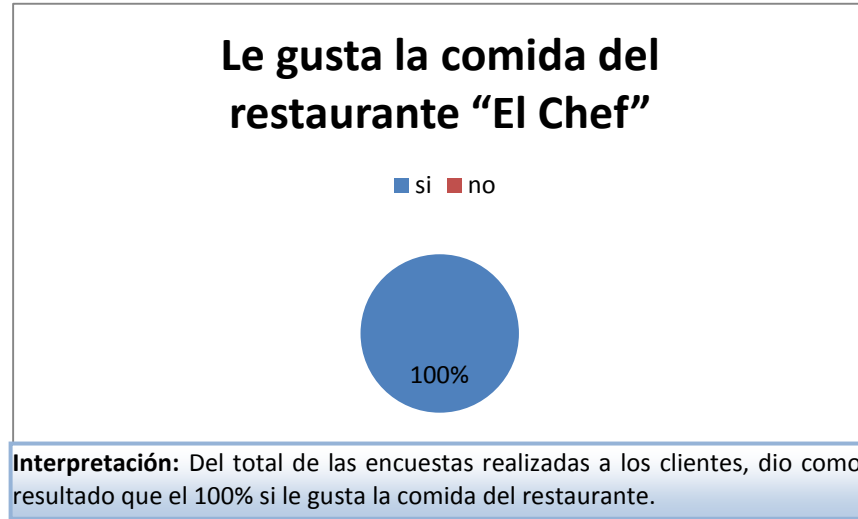 Le gusta la comida del
restaurante “El Chef”
si no
100%
Interpretación: Del total de las encuestas realizadas a los clientes, dio como
resultado que el 100% si le gusta la comida del restaurante.